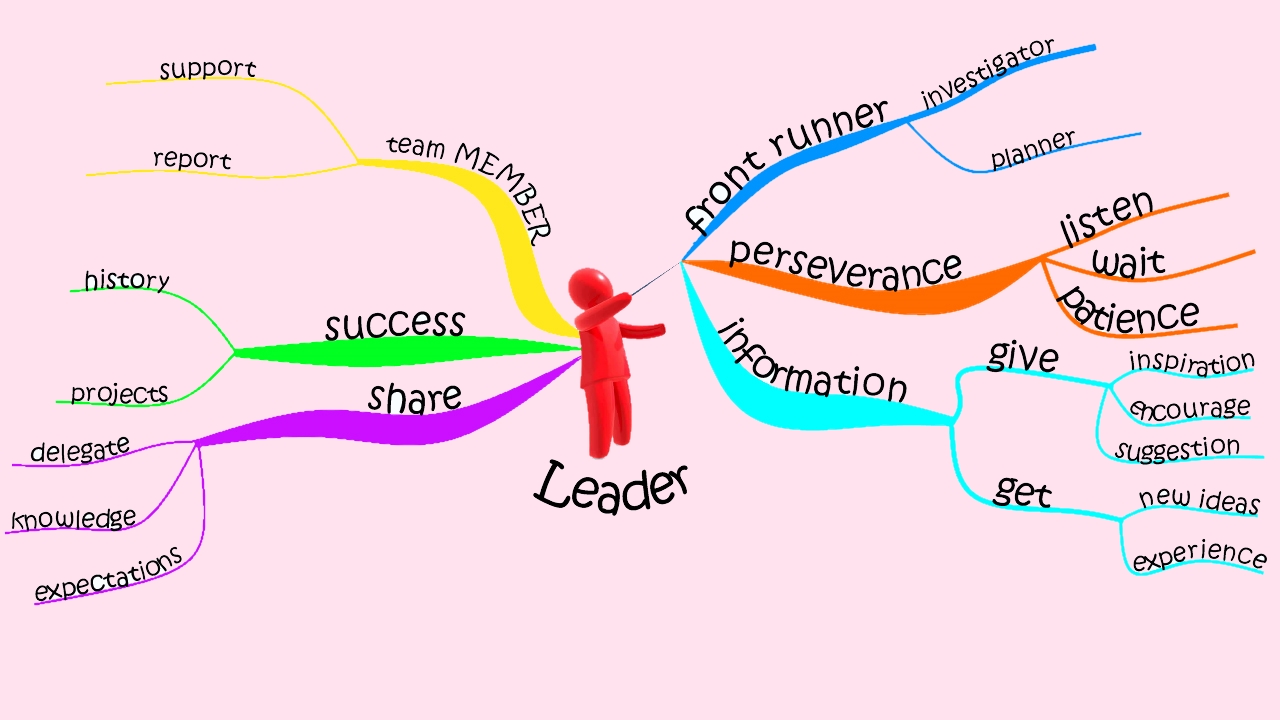 Leader
front runner
investigator
planner
perseverance
listen
wait
patience
information
give
inspiration
encourage
suggestion
get
new ideas
experience
team MEMBER
support
report
success
history
projects
share
delegate
knowledge
expectations